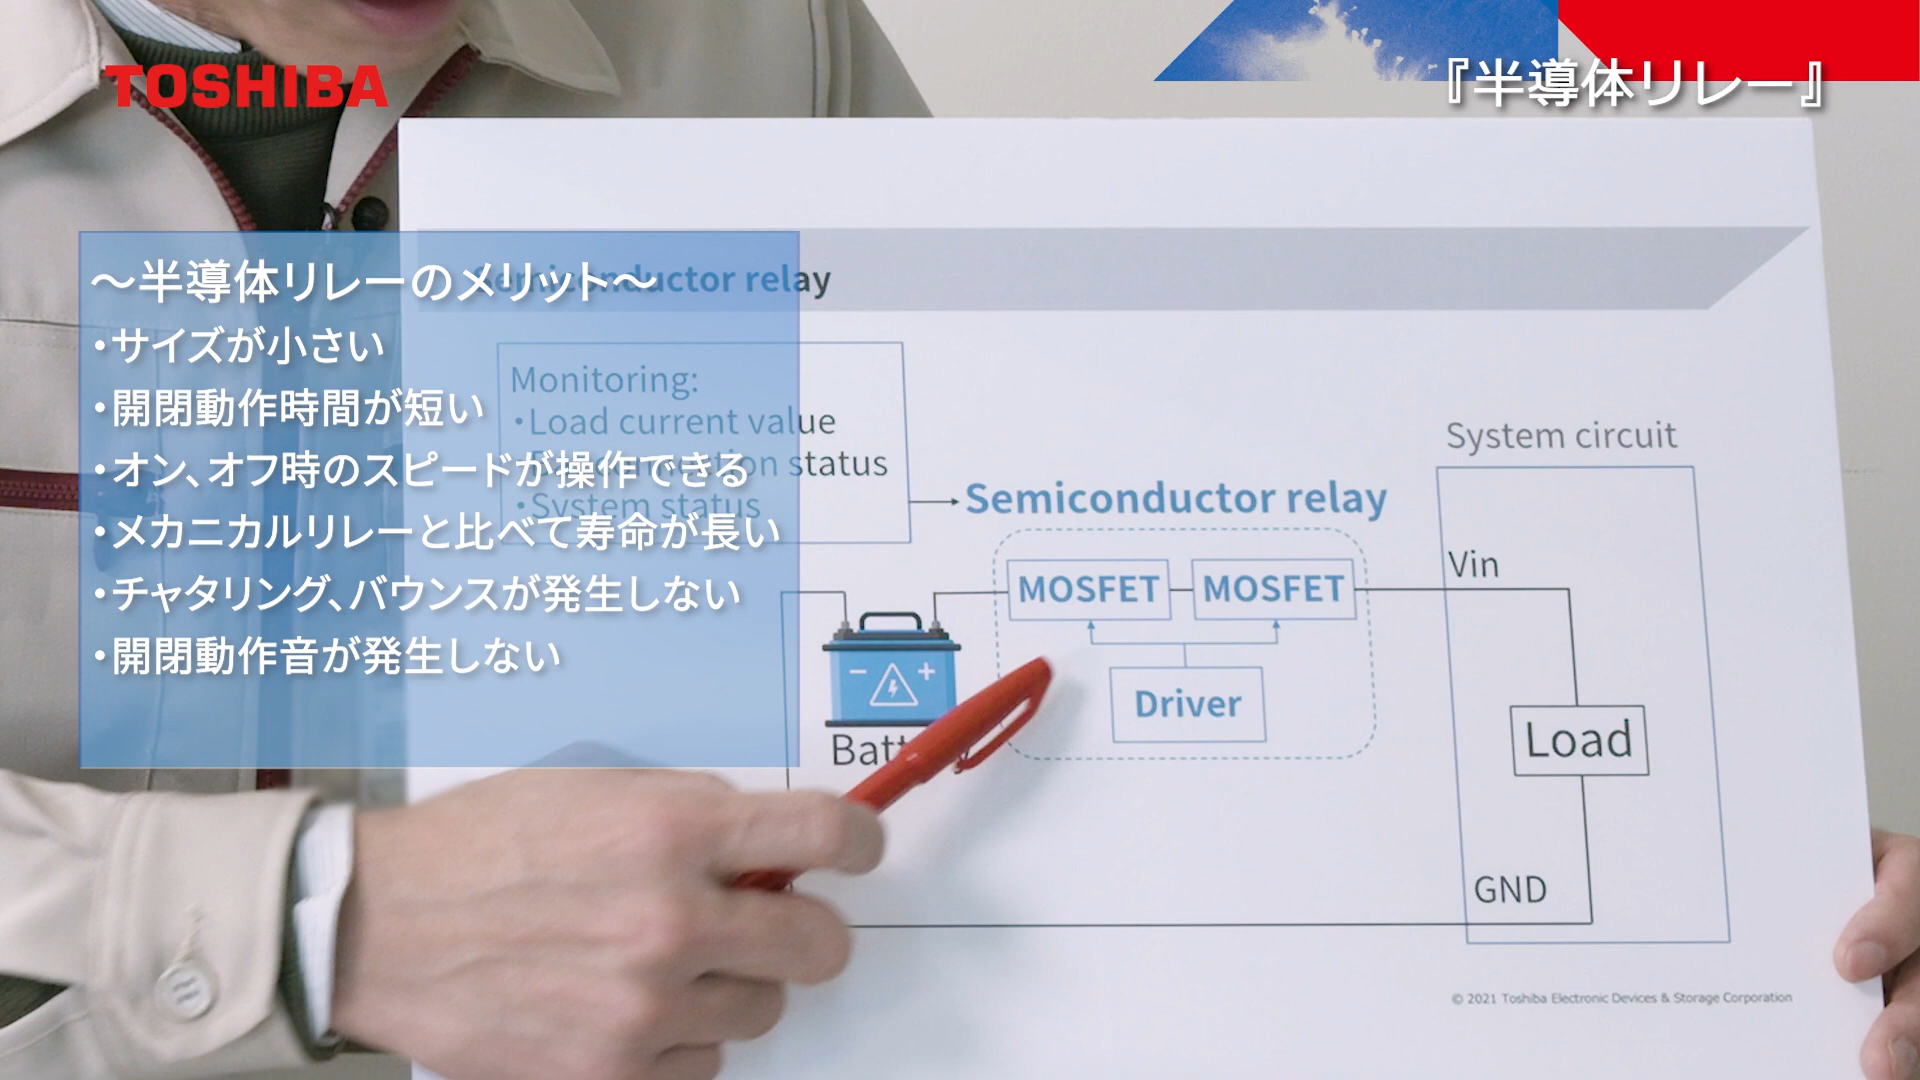 TOSHIBA
『半導体リレー』
～半導体リレーのメリット～
・サイズが小さい
・開閉動作時間が短い
・オン、オフ時のスピードが操作できる
・メカニカルリレーと比べて寿命が長い
・チャタリング、バウンスが発生しない
・開閉動作音が発生しない
Semiconductor relay
Monitoring:
・Load current value
status
・System status
Semiconductor relay
MOSFET
MOSFET
Driver
System circuit
Vin
Load
GND
− +
© 2021 Toshiba Electronic Devices & Storage Corporation